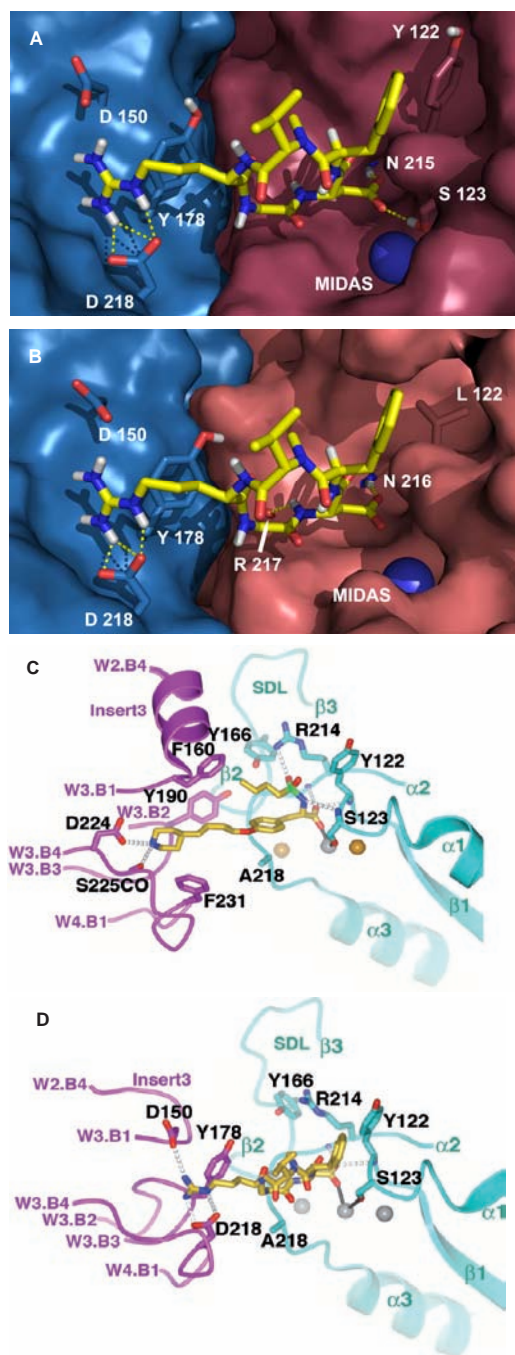 A
Y 122
D 150
N 215
Y 178
S 123
D 218
MIDAS
B
D 150
L 122
N 216
Y 178
R 217
D 218
MIDAS
C
W2.B4
SDL
β3
Insert3
R214
Y166
Y122
F160
β2
α2
W3.B1
Y190
W3.B2
S123
D224
α1
W3.B4
W3.B3
A218
S225CO
F231
β1
W4.B1
α3
D
SDL
β3
W2.B4
Insert3
Y166
R214
D150
Y122
W3.B1
Y178
β2
α2
S123
W3.B4
W3.B2
D218
A218
α1
W3.B3
W4.B1
α3
β1